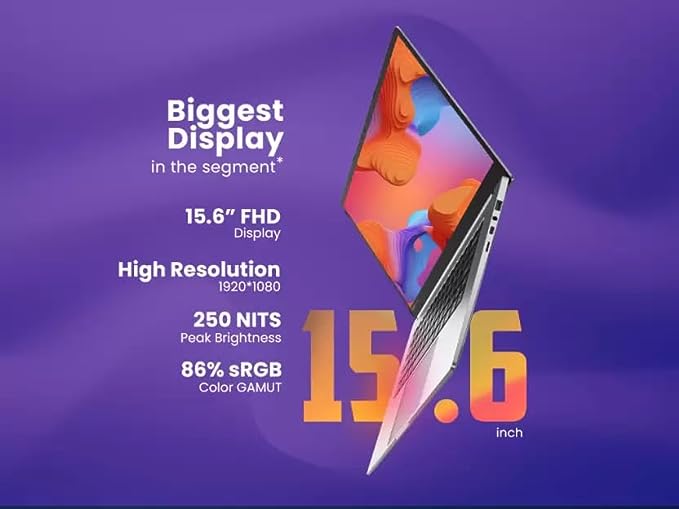 Biggest
Display
in the segment*
15.6” FHD
Display
High Resolution
1920*1080
250 NITS
Peak Brightness
86% sRGB
Color GAMUT
15.6
inch